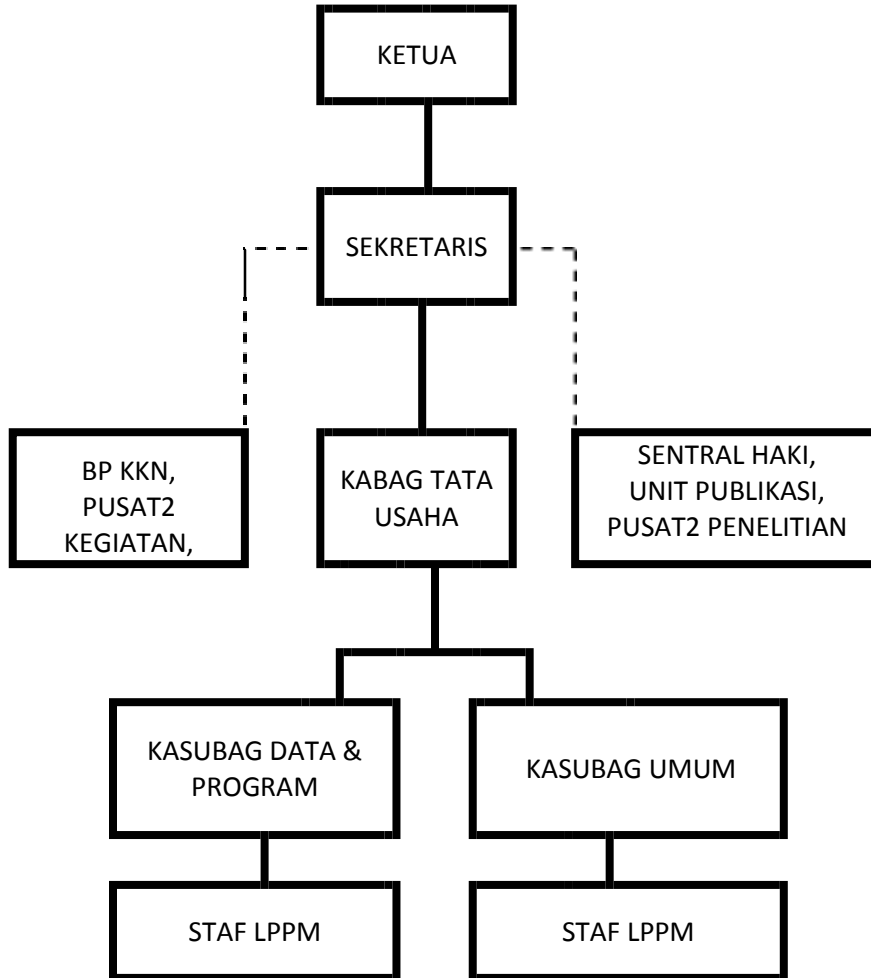 KETUA
SEKRETARIS
BP KKN,
PUSAT2
KEGIATAN,
KABAG TATA
USAHA
SENTRAL HAKI,
UNIT PUBLIKASI,
PUSAT2 PENELITIAN
KASUBAG DATA &
PROGRAM
KASUBAG UMUM
STAF LPPM
STAF LPPM